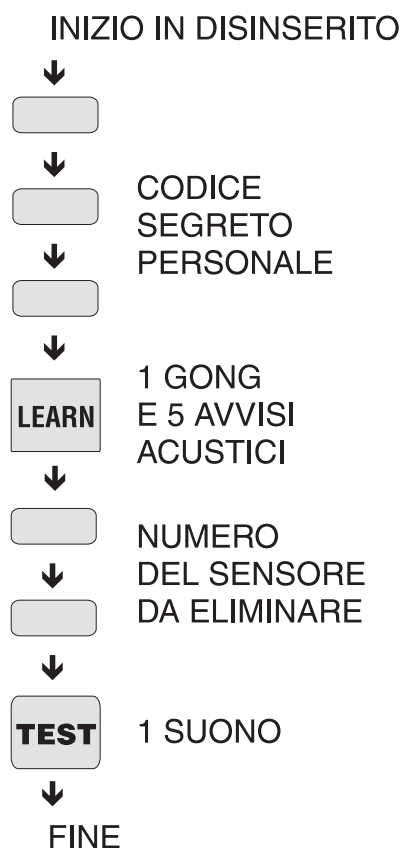 INIZIO IN DISINSERITO
CODICE
SEGRETO
PERSONALE
LEARN
1 GONG
E 5 AVVISI
ACUSTICI
NUMERO
DEL SENSORE
DA ELIMINARE
TEST
1 SUONO
FINE